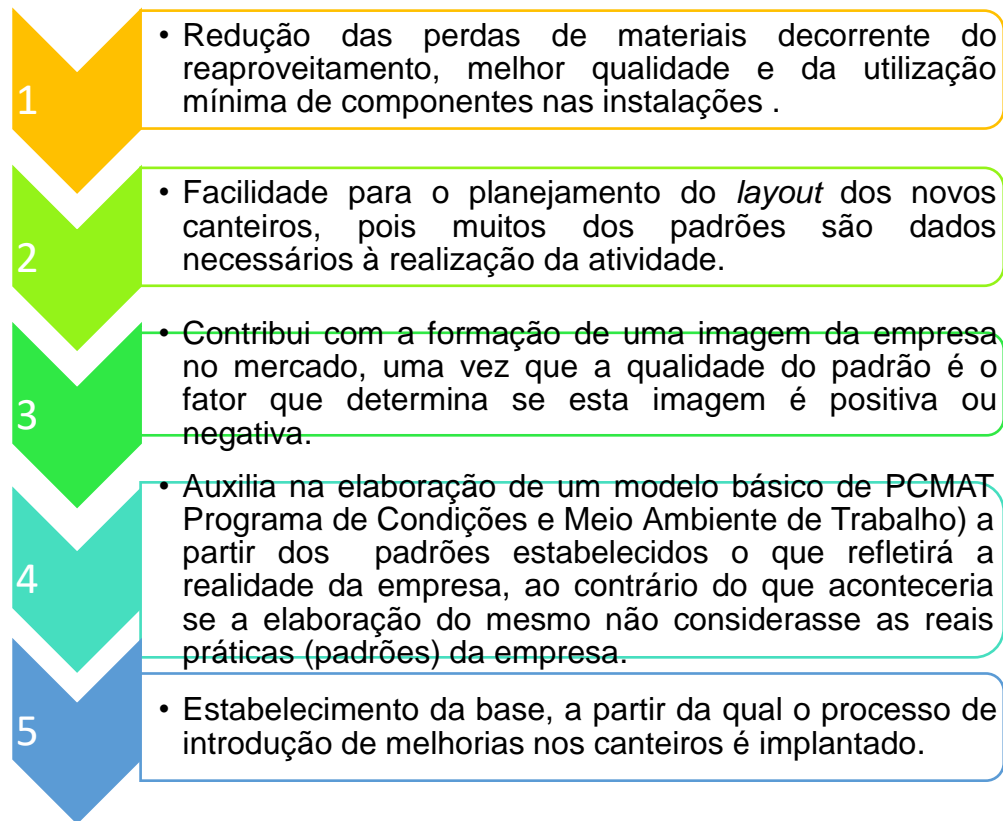 1
• Redução das perdas de materiais decorrente do
reaproveitamento, melhor qualidade e da utilização
mínima de componentes nas instalações .
2
• Facilidade para o planejamento do layout dos novos
canteiros, pois muitos dos padrões são dados
necessários à realização da atividade.
3
• Contribui com a formação de uma imagem da empresa
no mercado, uma vez que a qualidade do padrão é o
fator que determina se esta imagem é positiva ou
negativa.
4
• Auxilia na elaboração de um modelo básico de PCMAT
Programa de Condições e Meio Ambiente de Trabalho) a
partir dos padrões estabelecidos o que refletirá a
realidade da empresa, ao contrário do que aconteceria
se a elaboração do mesmo não considerasse as reais
práticas (padrões) da empresa.
5
• Estabelecimento da base, a partir da qual o processo de
introdução de melhorias nos canteiros é implantado.